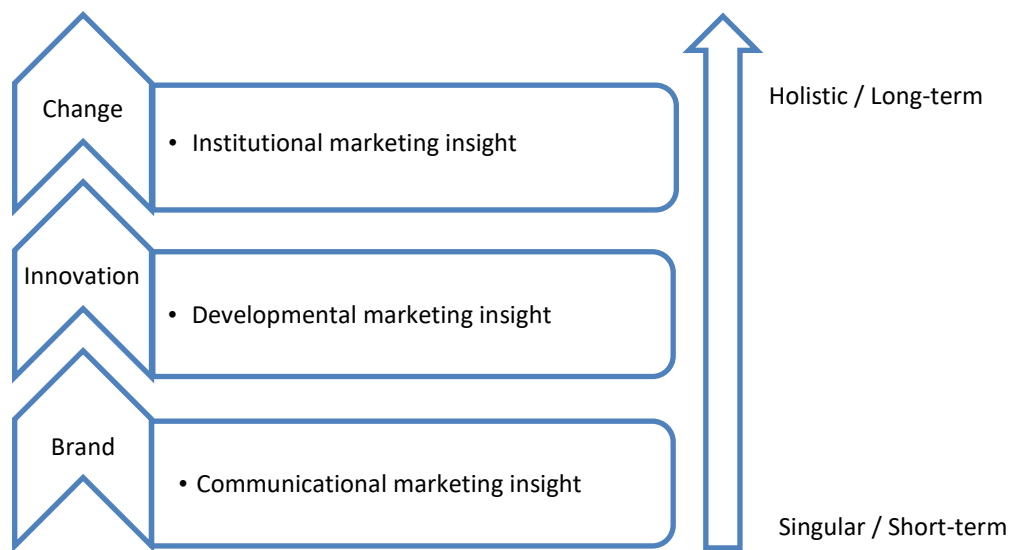 Change
• Institutional marketing insight
Holistic / Long-term
Innovation
• Developmental marketing insight
Brand
• Communicational marketing insight
Singular / Short-term